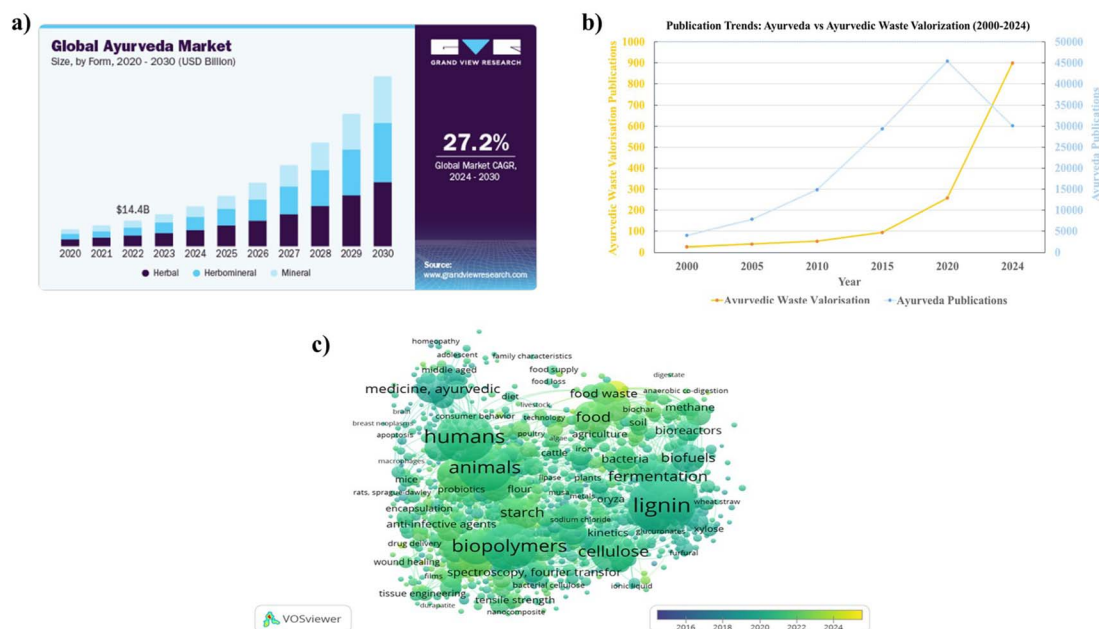 a)
Global Ayurveda Market
Size, by Form, 2020 - 2030 (USD Billion)
$14.4B
2020 2021 2022 2023 2024 2025 2026 2027 2028 2029 2030
Herbal Herbomineral Mineral
GRAND VIEW RESEARCH
27.2%
Global Market CAGR,
2024 - 2030
Source:
www.grandviewresearch.com
b)
Publication Trends: Ayurveda vs Ayurvedic Waste Valorization (2000-2024)
Ayurvedic Waste Valorisation Publications
1000
900
800
700
600
500
400
300
200
100
0
50000
45000
40000
35000
30000
25000
20000
15000
10000
5000
0
Ayurveda Publications
2000 2005 2010 2015 2020 2024
Year
Ayurvedic Waste Valorisation Ayurveda Publications
c)
homeopathy
adolescent family characteristics
middle aged food supply
digestate
food loss
medicine, ayurvedic diet food waste anaerobic co-digestion
brain livestock biochar methane
consumer behavior technology food soil
breast neoplasms
apoptosis humans poultry algae agriculture bioreactors
macrophages cattle iron bacteria biofuels
mice animals lipase plants fermentation
rats, sprague dawley probiotics flour musa metals oryza lignin wheat straw
encapsulation starch
anti-infective agents sodium chloride kinetics glucuronates xylose
drug delivery biopolymers cellulose furfural
wound healing
films spectroscopy, fourier transfor
tissue engineering bacterial cellulose ionic liquid
durapatite tensile strength
nanocomposite
VOSviewer
2016 2018 2020 2022 2024